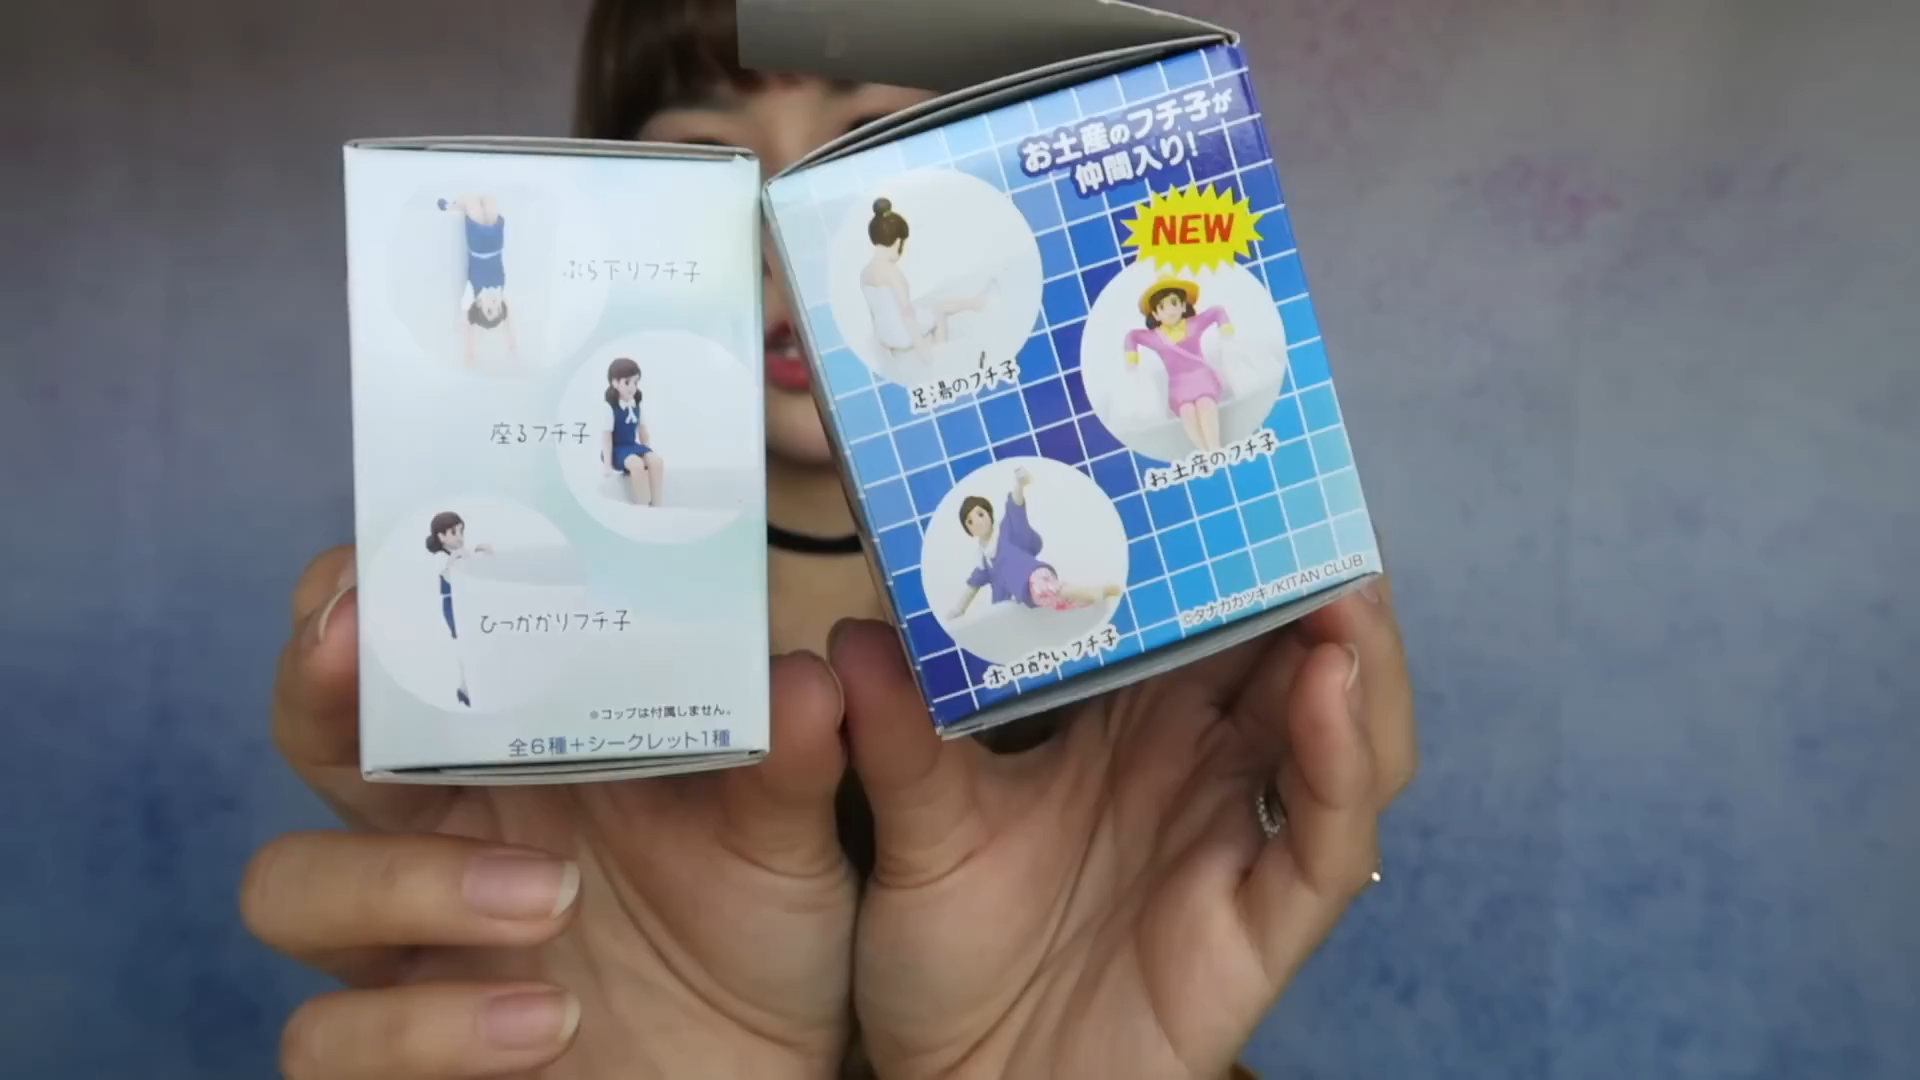 ぶら下りフチ子
座るフチ子
ひっかかりフチ子
※コップは付属しません。
全6種+シークレット1種
お土産のフチ子が
仲間入り!
NEW
足湯のフチ子
お土産のフチ子
ホロ酔いフチ子
©タナカカツキ/KITAN CLUB